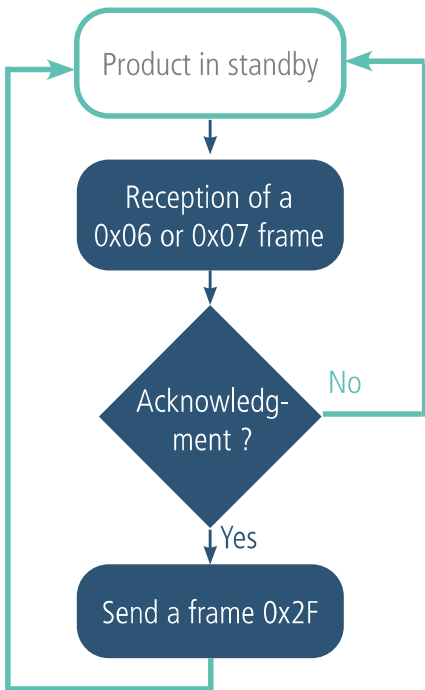 Product in standby
Reception of a
0x06 or 0x07 frame
Acknowledg-
ment ?
No
Yes
Send a frame 0x2F